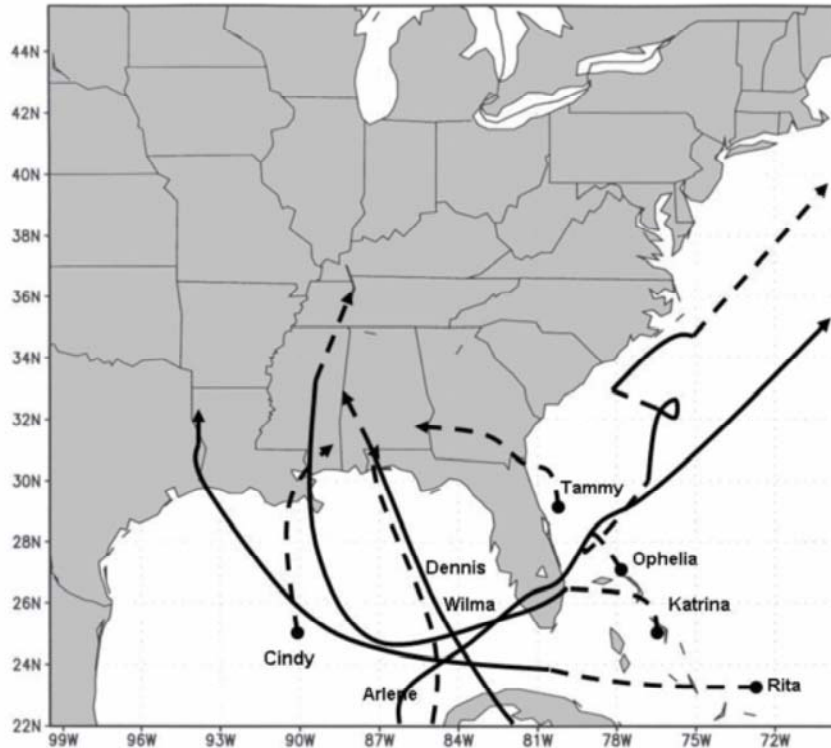 44N
42N
40N
38N
36N
34N
32N
30N
28N
26N
24N
22N
Tammy
Dennis
Ophelia
Wilma
Katrina
Cindy
Arlene
Rita
99W 96W 93W 90W 87W 84W 81W 78W 75W 72W